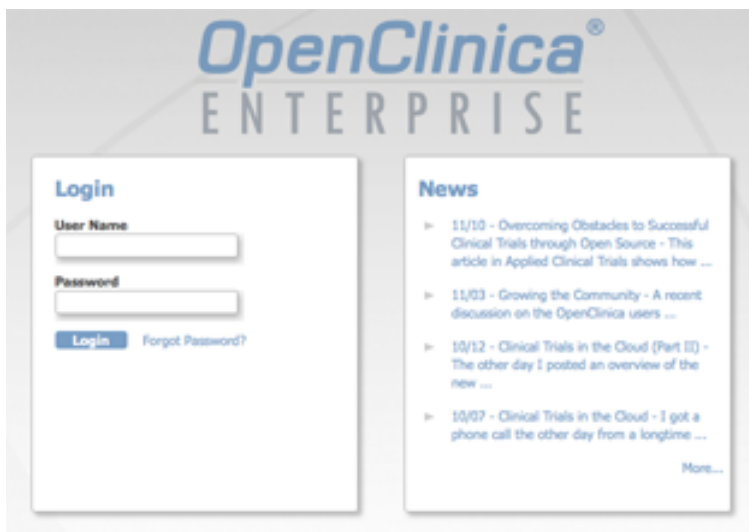 OpenClinica®
ENTERPRISE
Login
User Name
Password
Login Forgot Password?
News
11/10 - Overcoming Obstacles to Successful
Clinical Trials through Open Source - This
article in Applied Clinical Trials shows how ...
11/03 - Growing the Community - A recent
discussion on the OpenClinica users ...
10/12 - Clinical Trials in the Cloud (Part II) -
The other day I posted an overview of the
new ...
10/07 - Clinical Trials in the Cloud - I got a
phone call the other day from a longtime ...
More...